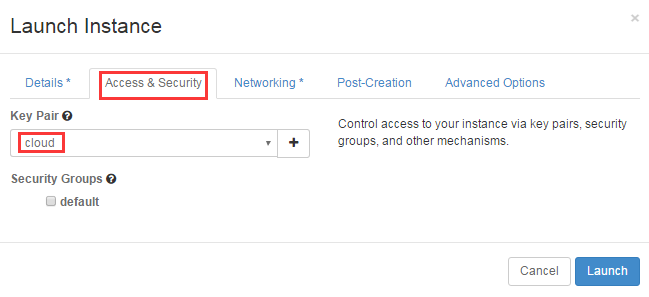 Launch Instance
×
Details * Access & Security Networking * Post-Creation Advanced Options
Key Pair
cloud
+
Control access to your instance via key pairs, security
groups, and other mechanisms.
Security Groups
default
Cancel Launch